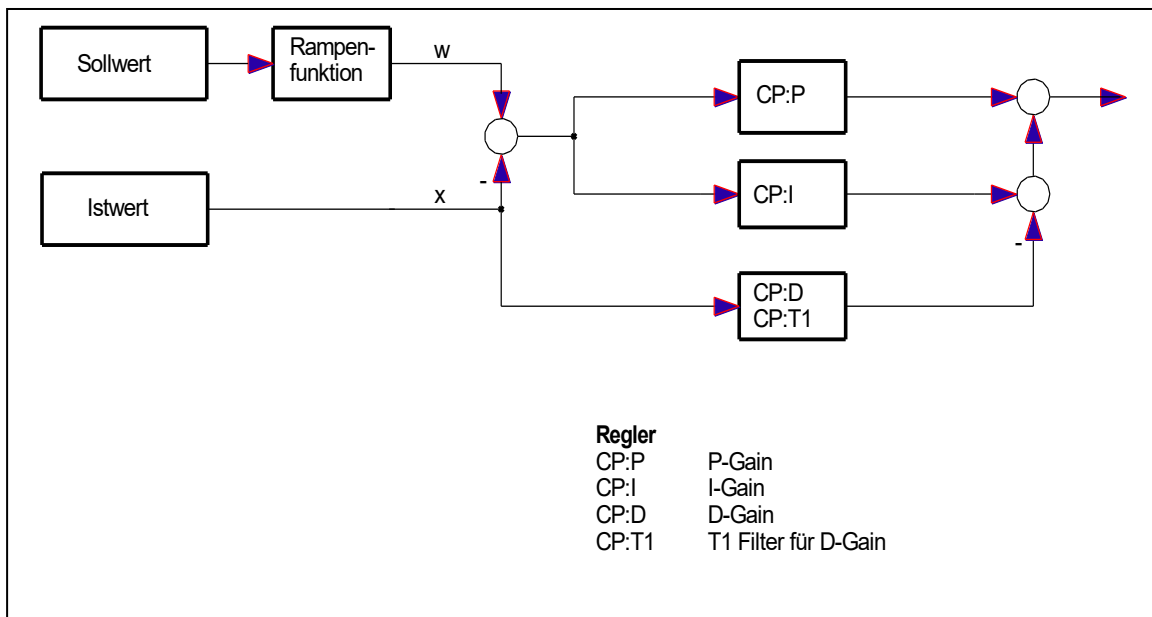 Sollwert
Rampen-
funktion
w
CP:P
-
CP:I
Istwert
x
-
CP:D
CP:T1
Regler
CP:P P-Gain
CP:I I-Gain
CP:D D-Gain
CP:T1 T1 Filter für D-Gain